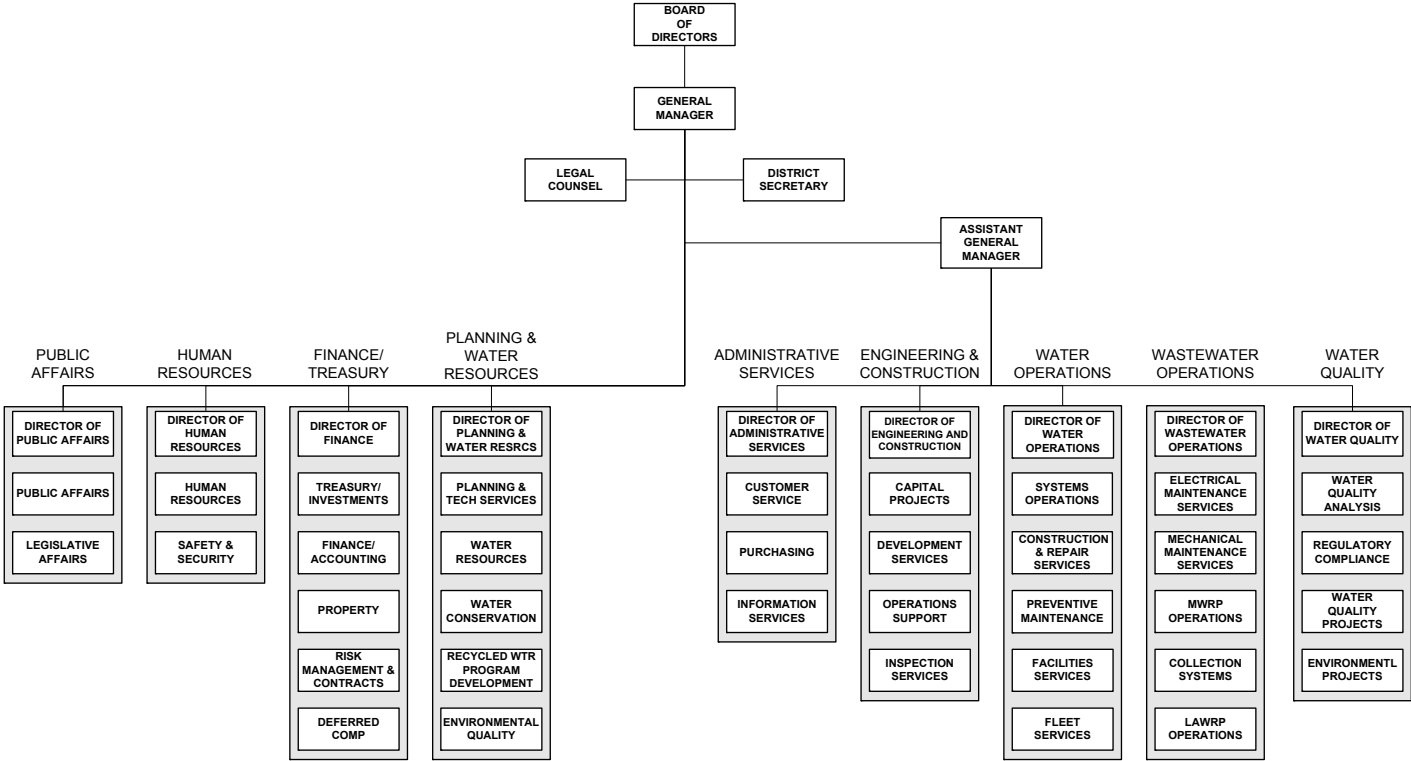 BOARD
OF
DIRECTORS
GENERAL
MANAGER
LEGAL
COUNSEL
DISTRICT
SECRETARY
ASSISTANT
GENERAL
MANAGER
PUBLIC
AFFAIRS
HUMAN
RESOURCES
FINANCE/
TREASURY
PLANNING &
WATER
RESOURCES
ADMINISTRATIVE
SERVICES
ENGINEERING &
CONSTRUCTION
WATER
OPERATIONS
WASTEWATER
OPERATIONS
WATER
QUALITY
DIRECTOR OF
PUBLIC AFFAIRS
PUBLIC AFFAIRS
LEGISLATIVE
AFFAIRS
DIRECTOR OF
HUMAN
RESOURCES
HUMAN
RESOURCES
SAFETY &
SECURITY
DIRECTOR OF
FINANCE
TREASURY/
INVESTMENTS
FINANCE/
ACCOUNTING
PROPERTY
RISK
MANAGEMENT &
CONTRACTS
DEFERRED
COMP
DIRECTOR OF
PLANNING &
WATER RESRCS
PLANNING &
TECH SERVICES
WATER
RESOURCES
WATER
CONSERVATION
RECYCLED WTR
PROGRAM
DEVELOPMENT
ENVIRONMENTAL
QUALITY
DIRECTOR OF
ADMINISTRATIVE
SERVICES
CUSTOMER
SERVICE
PURCHASING
INFORMATION
SERVICES
DIRECTOR OF
ENGINEERING AND
CONSTRUCTION
CAPITAL
PROJECTS
DEVELOPMENT
SERVICES
OPERATIONS
SUPPORT
INSPECTION
SERVICES
DIRECTOR OF
WATER
OPERATIONS
SYSTEMS
OPERATIONS
CONSTRUCTION
& REPAIR
SERVICES
PREVENTIVE
MAINTENANCE
FACILITIES
SERVICES
FLEET
SERVICES
DIRECTOR OF
WASTEWATER
OPERATIONS
ELECTRICAL
MAINTENANCE
SERVICES
MECHANICAL
MAINTENANCE
SERVICES
MWRP
OPERATIONS
COLLECTION
SYSTEMS
LAWRP
OPERATIONS
DIRECTOR OF
WATER QUALITY
WATER
QUALITY
ANALYSIS
REGULATORY
COMPLIANCE
WATER
QUALITY
PROJECTS
ENVIRONMENTL
PROJECTS